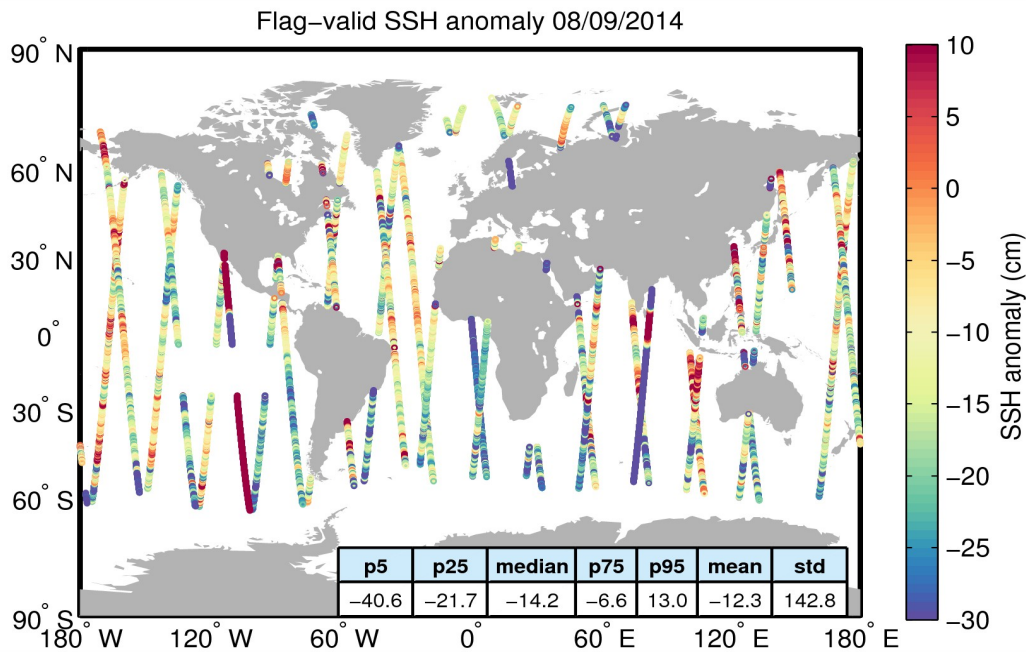 Flag−valid SSH anomaly 08/09/2014
90° N
60° N
30° N
0°
30° S
60° S
90° S
180° W
120° W
60° W
0°
60° E
120° E
180° E
p5 p25 median p75 p95 mean std
−40.6 −21.7 −14.2 −6.6 13.0 −12.3 142.8
10
5
0
−5
−10
−15
−20
−25
−30
SSH anomaly (cm)